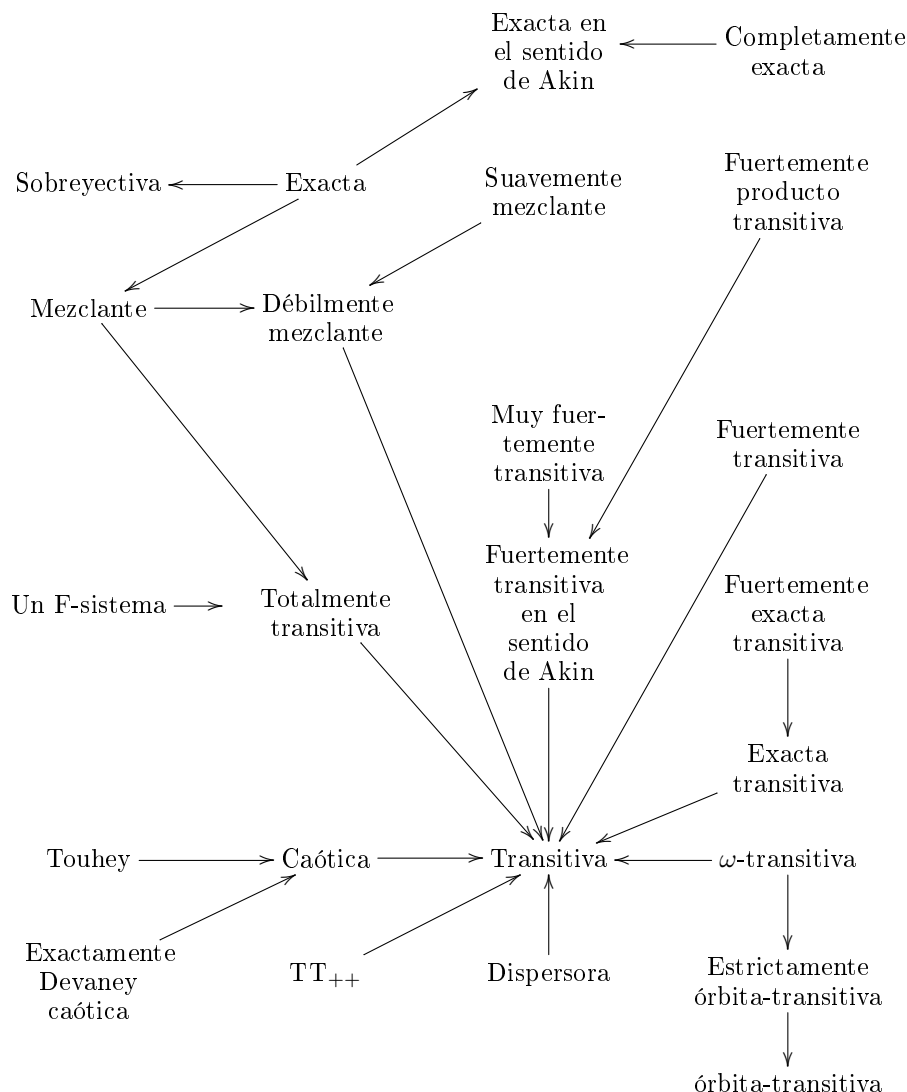 Exacta en
el sentido
de Akin
Completamente
exacta
Sobreyectiva
Exacta
Suavemente
mezclante
Fuertemente
producto
transitiva
Mezclante
Débilmente
mezclante
Muy fuer-
temente
transitiva
Fuertemente
transitiva
Un F-sistema
Totalmente
transitiva
Fuertemente
transitiva
en el
sentido
de Akin
Fuertemente
exacta
transitiva
Exacta
transitiva
Touhey
Caótica
Transitiva
ω-transitiva
Exactamente
Devaney
caótica
TT₊₊
Dispersora
Estrictamente
órbita-transitiva
órbita-transitiva